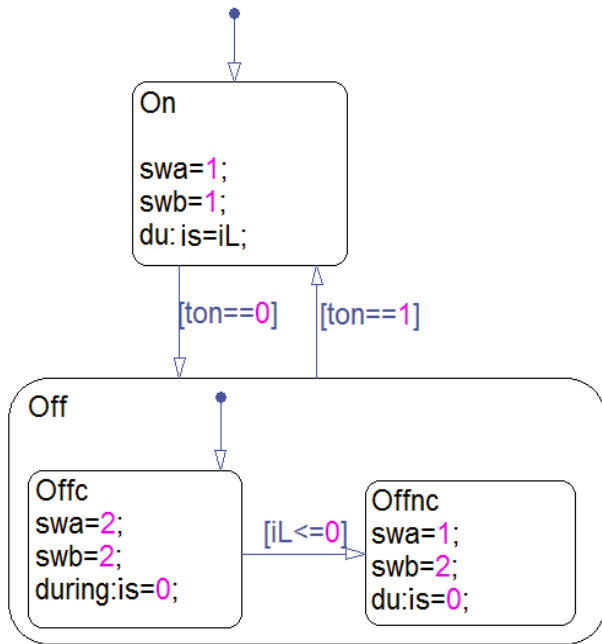 On
swa=1;
swb=1;
du: is=iL;
[ton==0]
[ton==1]
Off
Offc
swa=2;
swb=2;
during:is=0;
[iL<=0]
Offnc
swa=1;
swb=2;
du:is=0;